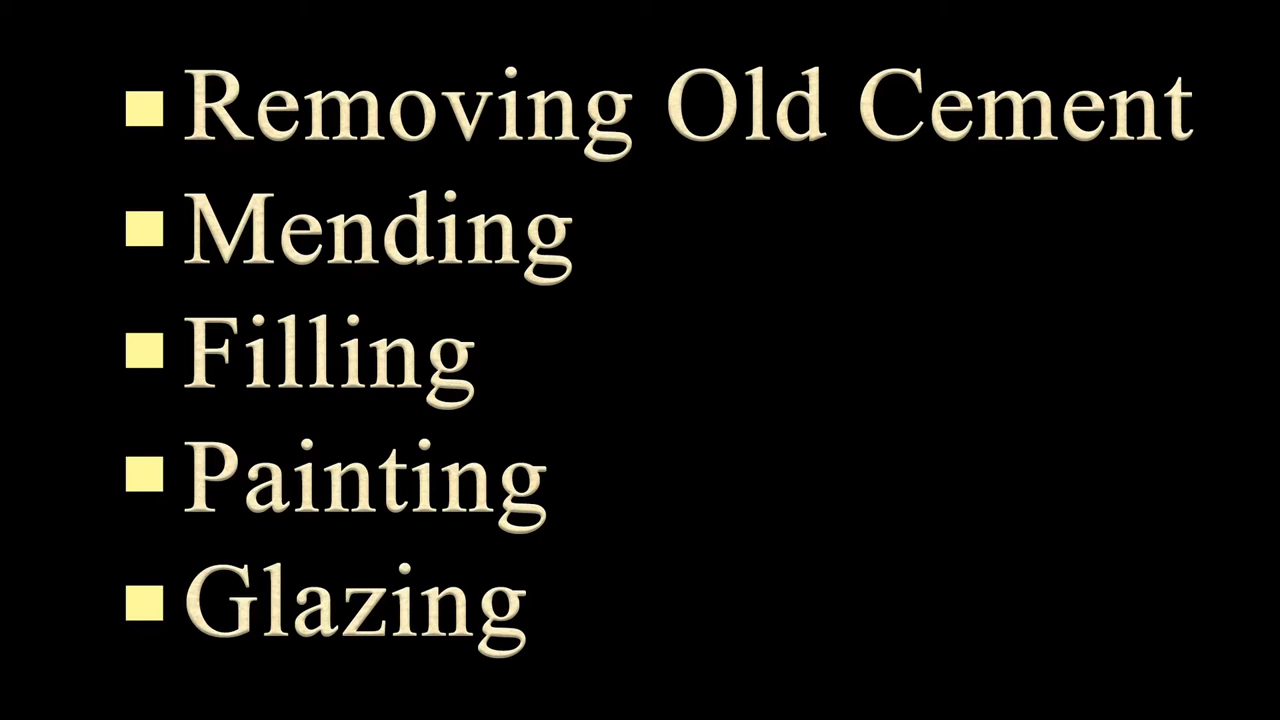 Removing Old Cement
Mending
Filling
Painting
Glazing